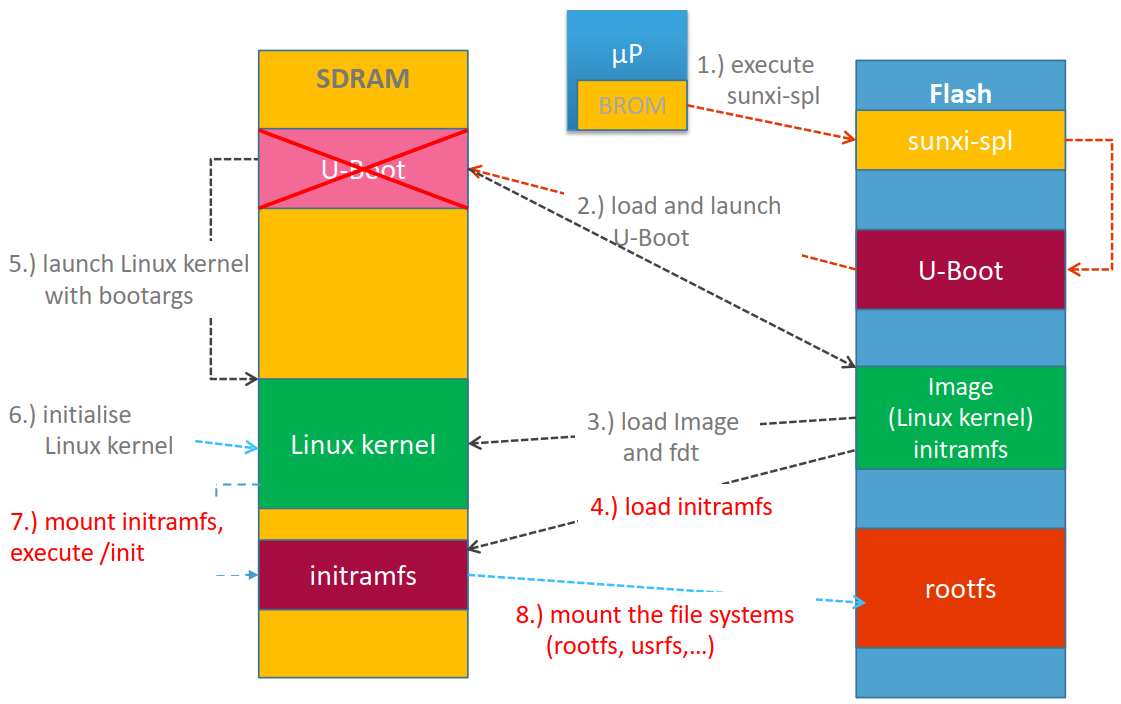 µP
BROM
1.) execute
sunxi-spl
SDRAM
Flash
sunxi-spl
U-Boot
2.) load and launch
U-Boot
U-Boot
5.) launch Linux kernel
with bootargs
Image
(Linux kernel)
initramfs
6.) initialise
Linux kernel
Linux kernel
3.) load Image
and fdt
7.) mount initramfs,
execute /init
4.) load initramfs
initramfs
rootfs
8.) mount the file systems
(rootfs, usrfs,...)